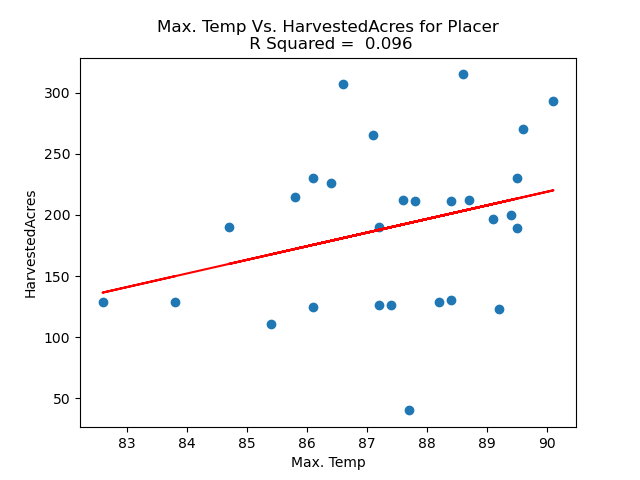 Max. Temp Vs. HarvestedAcres for Placer
R Squared =  0.096
300
250
200
150
100
50
HarvestedAcres
83 84 85 86 87 88 89 90
Max. Temp